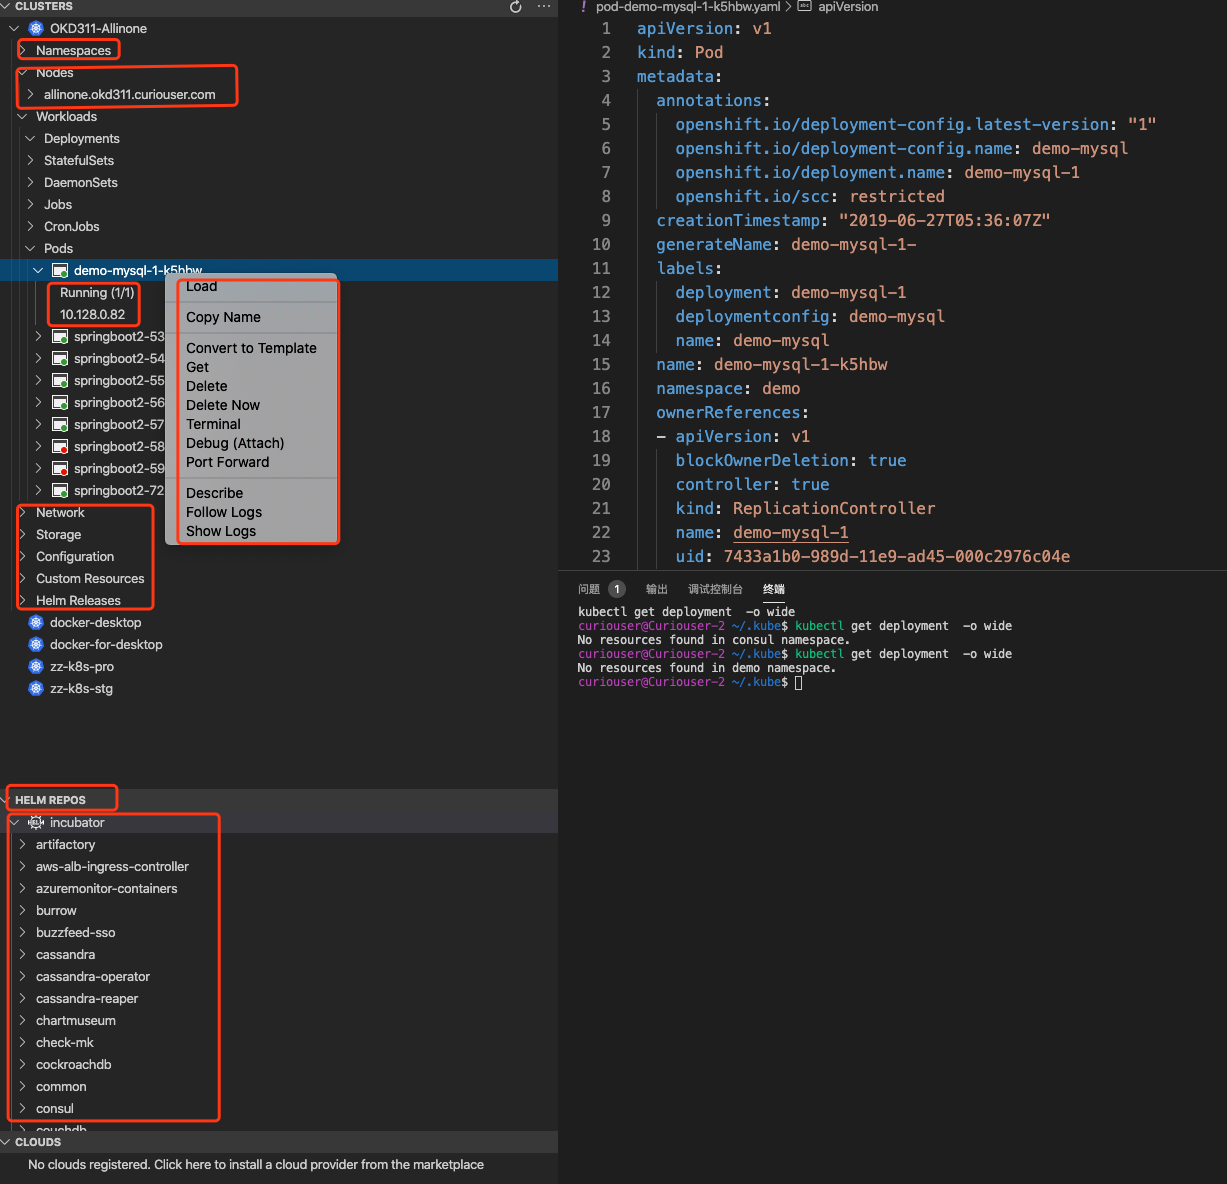 CLUSTERS
OKD311-Allinone
Namespaces
Nodes
allinone.okd311.curiouser.com
Workloads
Deployments
StatefulSets
DaemonSets
Jobs
CronJobs
Pods
demo-mysql-1-k5hbw
Running (1/1)
10.128.0.82
springboot2-53
springboot2-54
springboot2-55
springboot2-56
springboot2-57
springboot2-58
springboot2-59
springboot2-72
Network
Storage
Configuration
Custom Resources
Helm Releases
docker-desktop
docker-for-desktop
zz-k8s-pro
zz-k8s-stg
Load
Copy Name
Convert to Template
Get
Delete
Delete Now
Terminal
Debug (Attach)
Port Forward
Describe
Follow Logs
Show Logs
HELM REPOS
incubator
artifactory
aws-alb-ingress-controller
azuremonitor-containers
burrow
buzzfeed-sso
cassandra
cassandra-operator
cassandra-reaper
chartmuseum
check-mk
cockroachdb
common
consul
couchdb
CLOUDS
No clouds registered. Click here to install a cloud provider from the marketplace
! pod-demo-mysql-1-k5hbw.yaml > abc apiVersion
1 apiVersion: v1
2 kind: Pod
3 metadata:
4 annotations:
5 openshift.io/deployment-config.latest-version: "1"
6 openshift.io/deployment-config.name: demo-mysql
7 openshift.io/deployment.name: demo-mysql-1
8 openshift.io/scc: restricted
9 creationTimestamp: "2019-06-27T05:36:07Z"
10 generateName: demo-mysql-1-
11 labels:
12 deployment: demo-mysql-1
13 deploymentconfig: demo-mysql
14 name: demo-mysql
15 name: demo-mysql-1-k5hbw
16 namespace: demo
17 ownerReferences:
18 - apiVersion: v1
19 blockOwnerDeletion: true
20 controller: true
21 kind: ReplicationController
22 name: demo-mysql-1
23 uid: 7433a1b0-989d-11e9-ad45-000c2976c04e
问题 1 输出 调试控制台 终端
kubectl get deployment  -o wide
curiouser@Curiouser-2 ~/.kube$ kubectl get deployment  -o wide
No resources found in consul namespace.
curiouser@Curiouser-2 ~/.kube$ kubectl get deployment  -o wide
No resources found in demo namespace.
curiouser@Curiouser-2 ~/.kube$